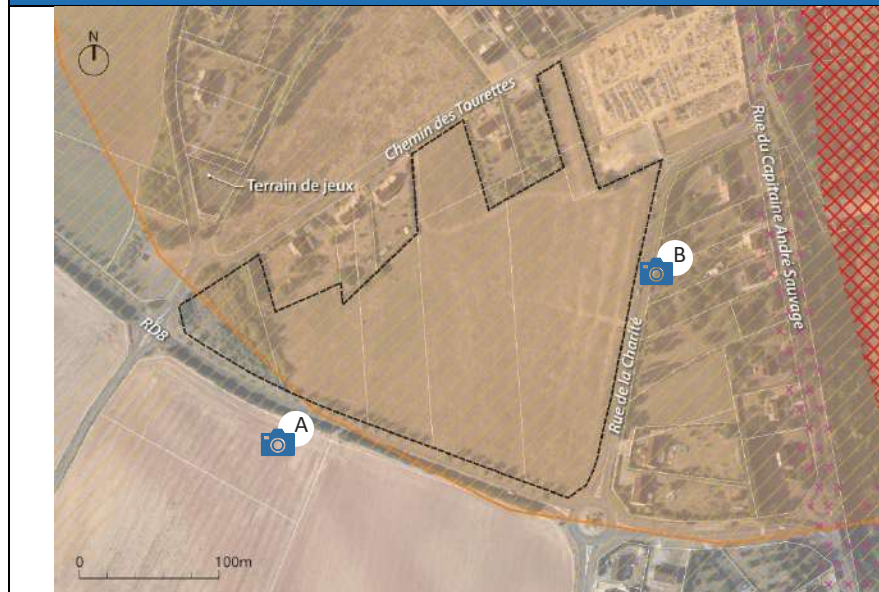 N
Chemin des Tourettes
Terrain de jeux
Rue du Capitaine André Sauvage
B
RD8
Rue de la Charité
A
0
100m